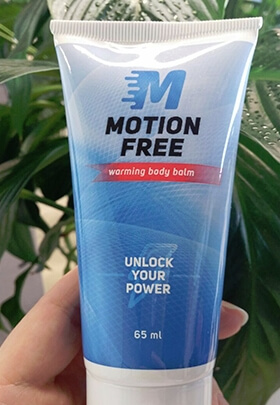 M
MOTION
FREE
warming body balm
UNLOCK
YOUR
POWER
65 ml